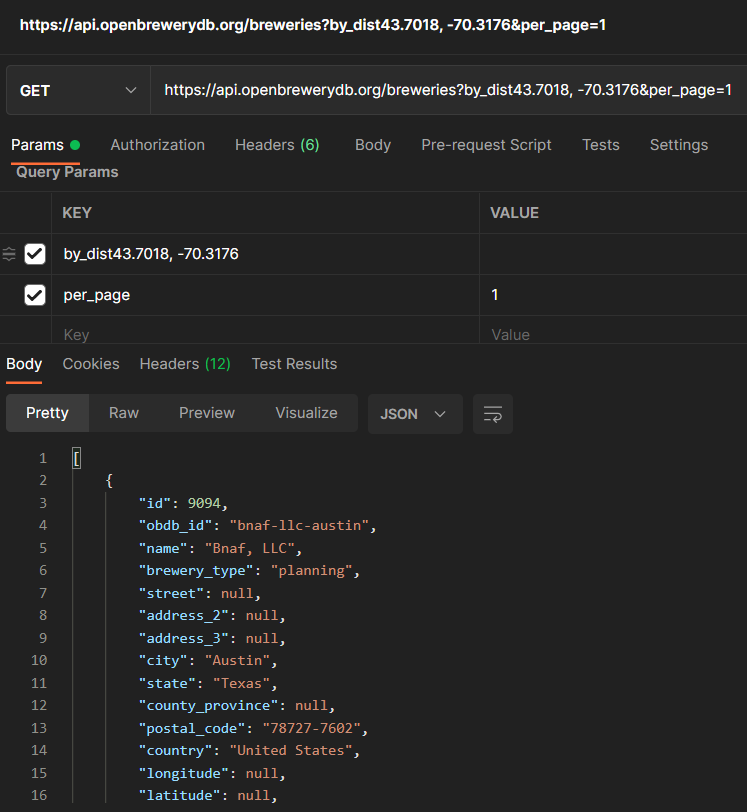 https://api.openbrewerydb.org/breweries?by_dist43.7018, -70.3176&per_page=1
GET https://api.openbrewerydb.org/breweries?by_dist43.7018, -70.3176&per_page=1
Params Authorization Headers (6) Body Pre-request Script Tests Settings
Query Params
KEY VALUE
by_dist43.7018, -70.3176
per_page 1
Key Value
Body Cookies Headers (12) Test Results
Pretty Raw Preview Visualize JSON
1 [
2 {
3 "id": 9094,
4 "obdb_id": "bnaf-llc-austin",
5 "name": "Bnaf, LLC",
6 "brewery_type": "planning",
7 "street": null,
8 "address_2": null,
9 "address_3": null,
10 "city": "Austin",
11 "state": "Texas",
12 "county_province": null,
13 "postal_code": "78727-7602",
14 "country": "United States",
15 "longitude": null,
16 "latitude": null,